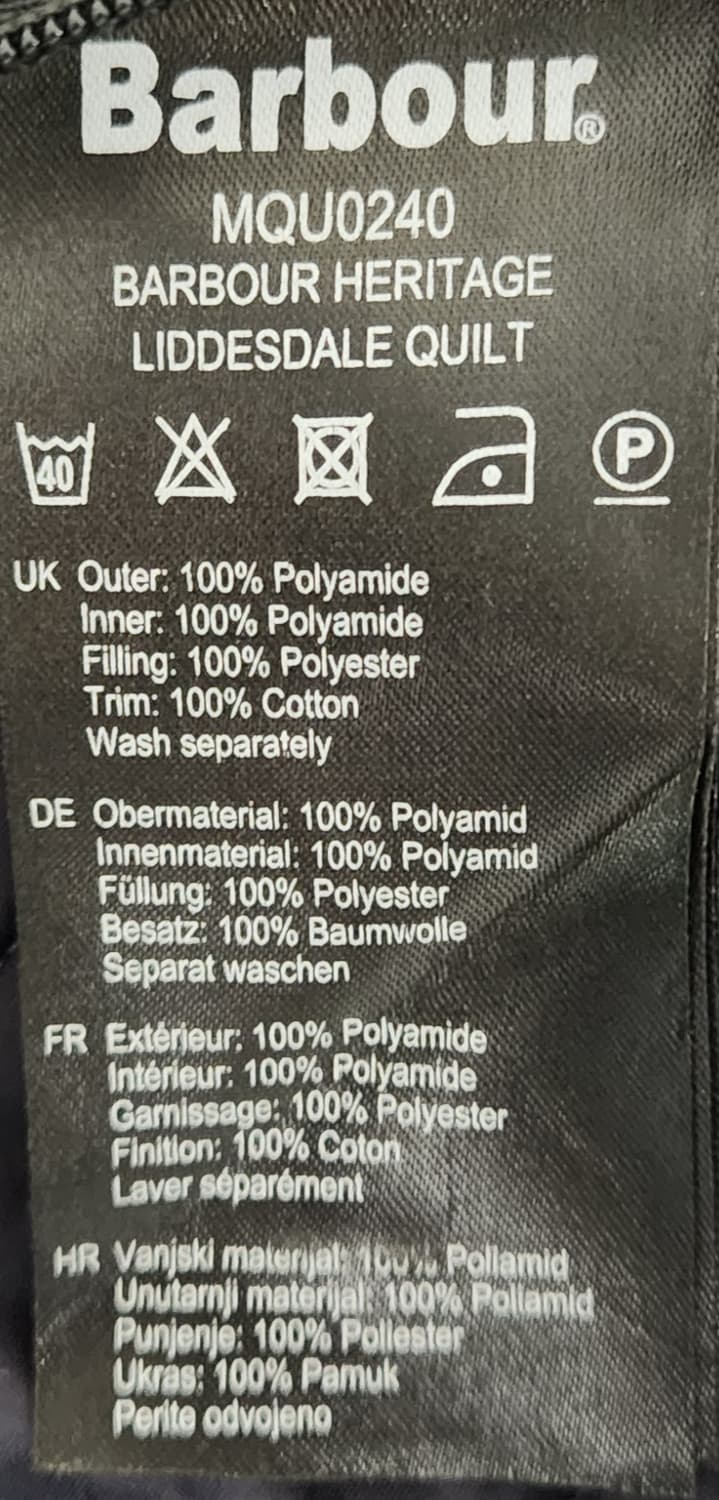 Barbour®
MQU0240
BARBOUR HERITAGE
LIDDESDALE QUILT
40 P
UK Outer: 100% Polyamide
Inner: 100% Polyamide
Filling: 100% Polyester
Trim: 100% Cotton
Wash separately
DE Obermaterial: 100% Polyamid
Innenmaterial: 100% Polyamid
Füllung: 100% Polyester
Besatz: 100% Baumwolle
Separat waschen
FR Extérieur: 100% Polyamide
Intérieur: 100% Polyamide
Garnissage: 100% Polyester
Finition: 100% Coton
Laver séparément
HR Vanjski materijal: 100% Poliamid
Unutarnji materijal: 100% Poliamid
Punjenje: 100% Poliester
Ukras: 100% Pamuk
Perite odvojeno